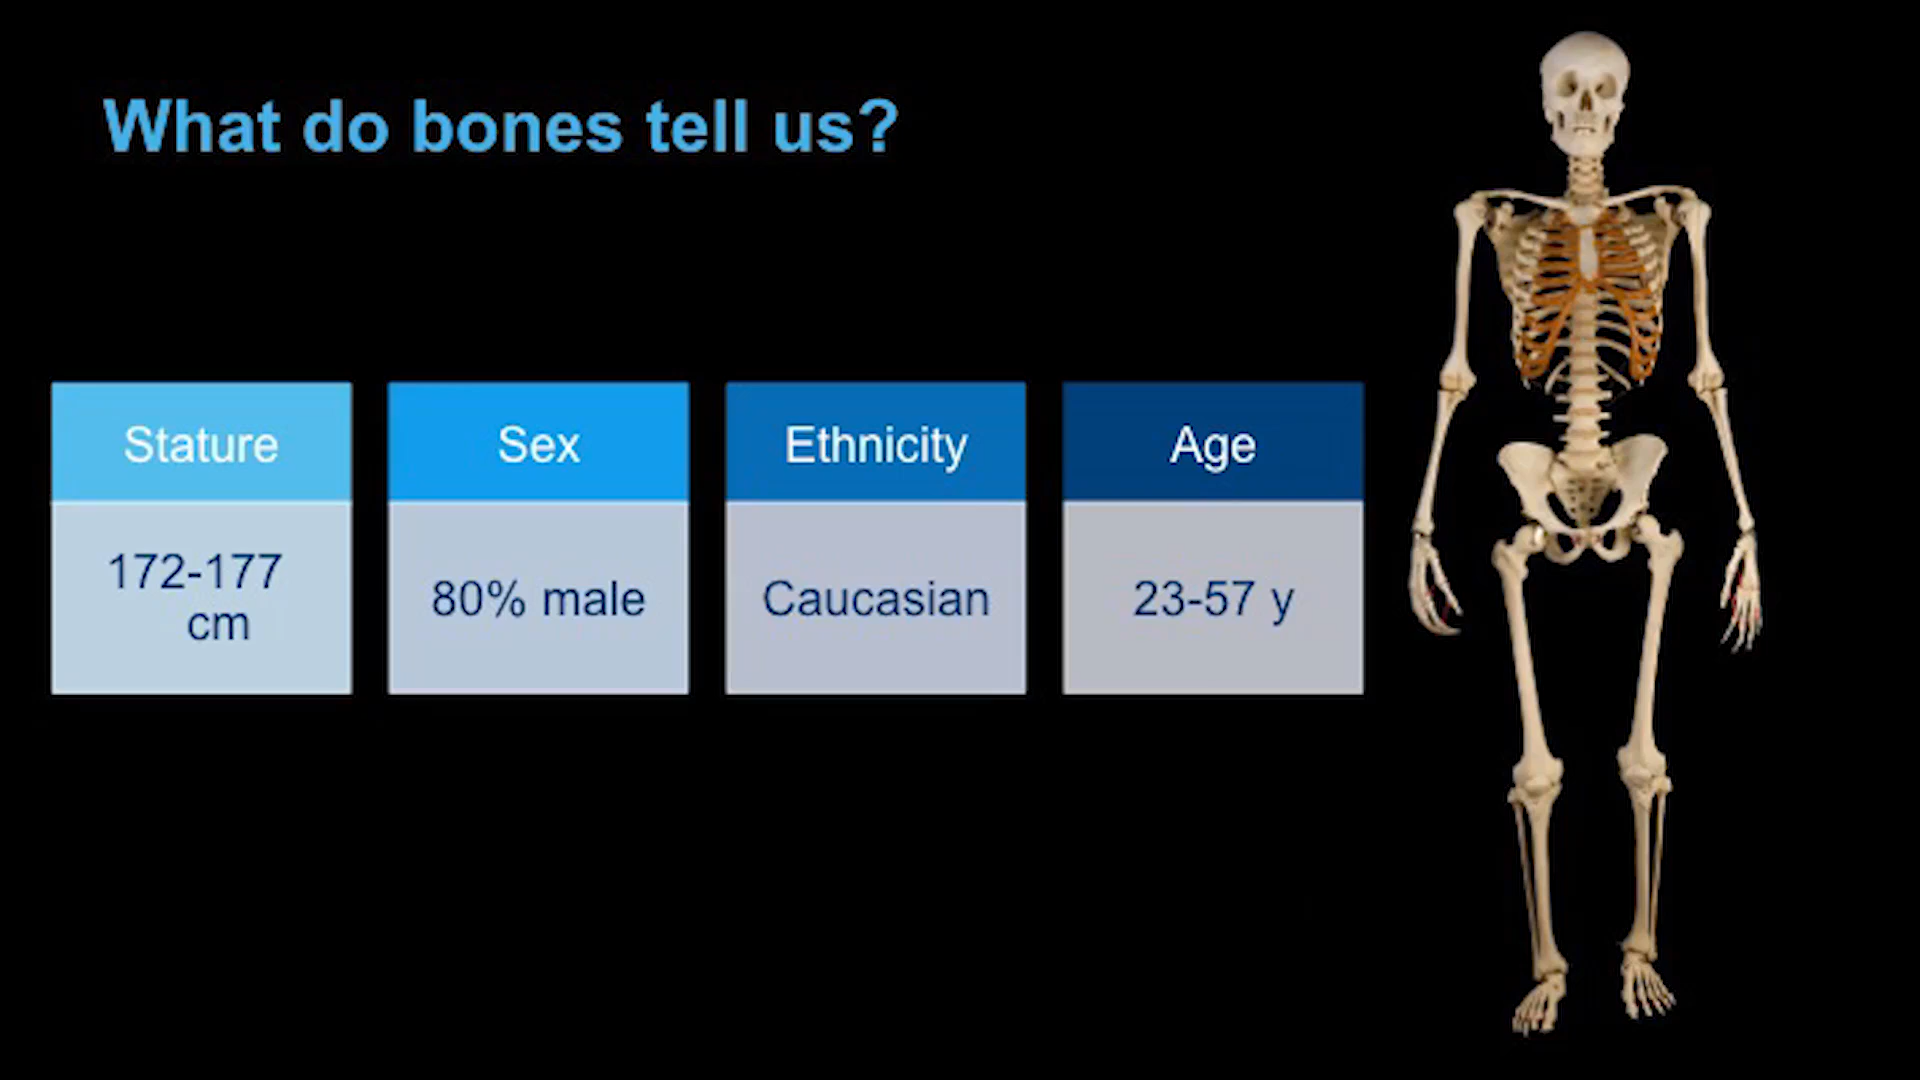 What do bones tell us?
Stature
172-177
cm
Sex
80% male
Ethnicity
Caucasian
Age
23-57 y